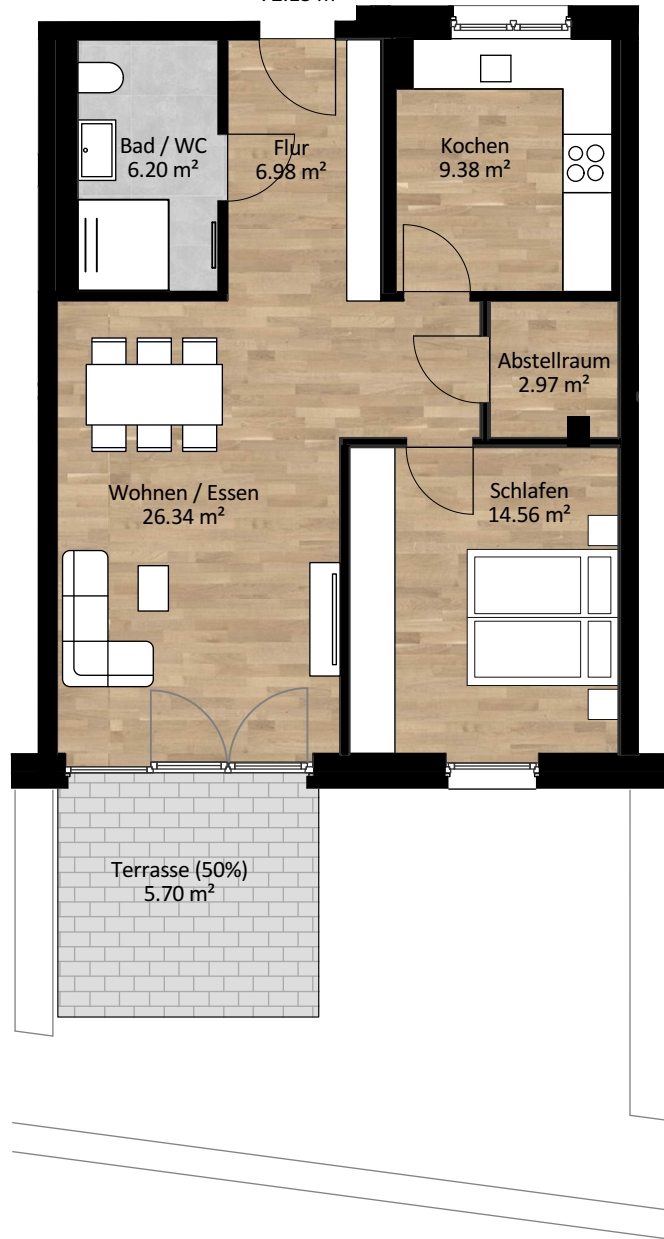 Bad / WC
6.20 m²
Flur
6.98 m²
Kochen
9.38 m²
Abstellraum
2.97 m²
Wohnen / Essen
26.34 m²
Schlafen
14.56 m²
Terrasse (50%)
5.70 m²